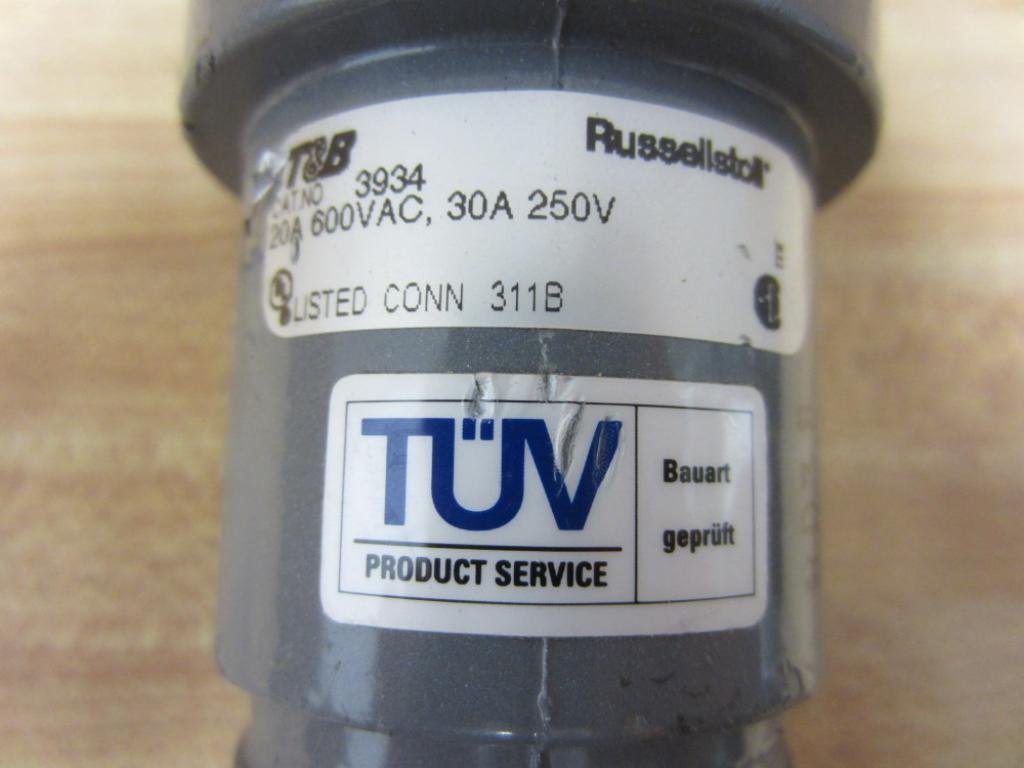 T&B
Russellstoll
CAT.NO 3934
20A 600VAC, 30A 250V
LISTED CONN 311B
TÜV
PRODUCT SERVICE
Bauart
geprüft